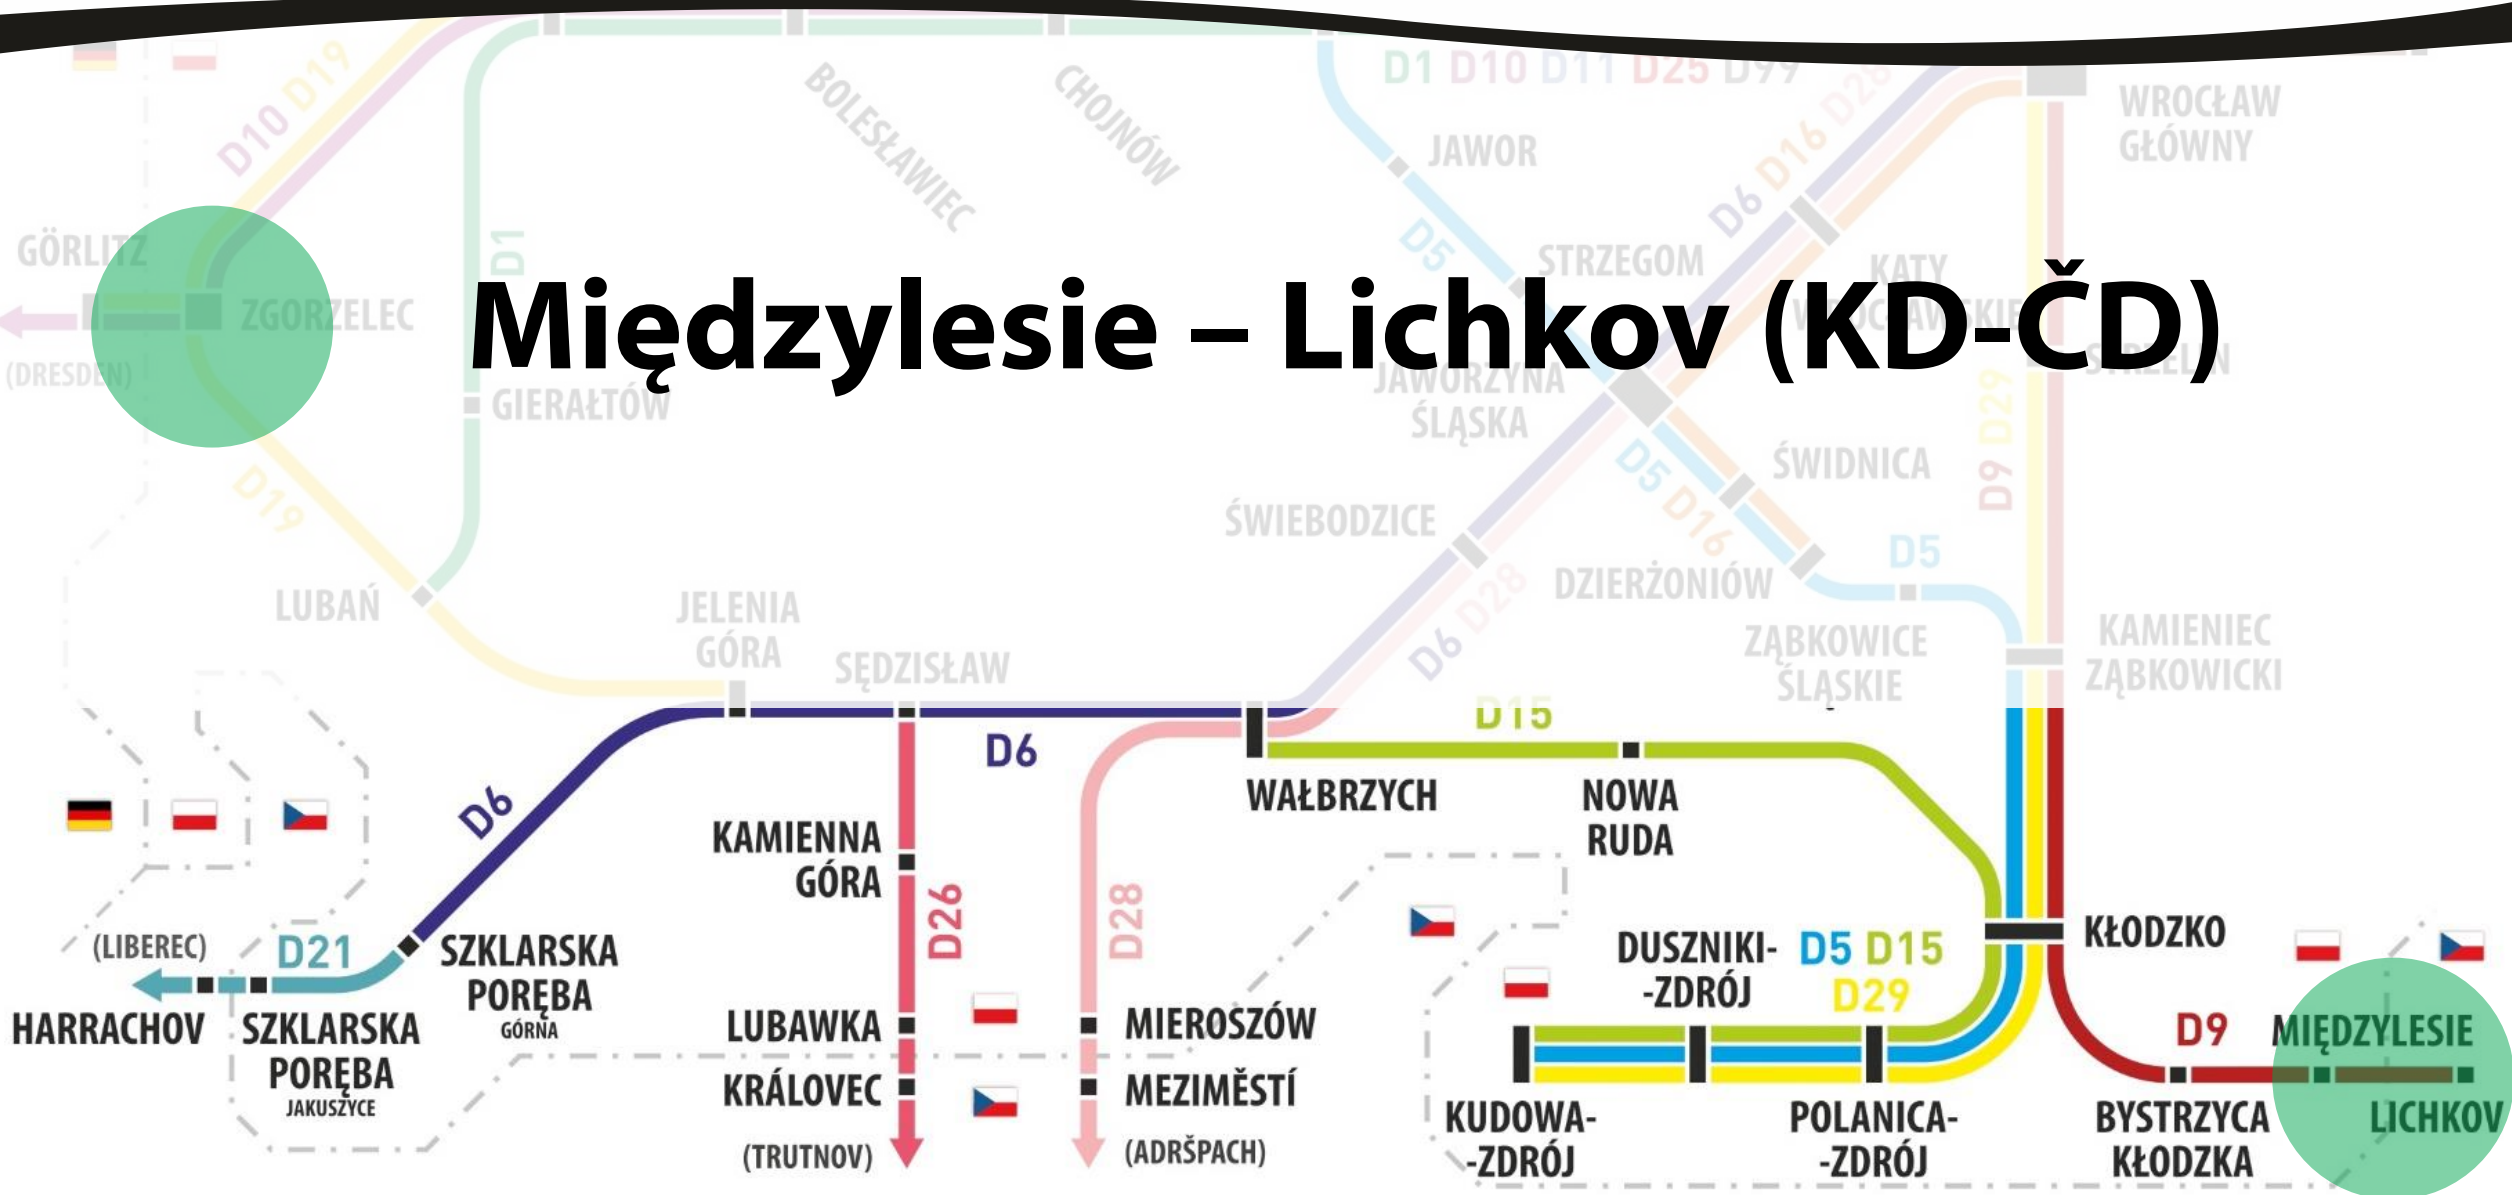 Międzylesie – Lichkov (KD-ČD)
D10 D19
BOLESŁAWIEC
CHOJNÓW
D1 D10 D11 D25 D99
D6 D16 D28
WROCŁAW
GŁÓWNY
JAWOR
D5
GÖRLITZ
(DRESDEN)
ZGORZELEC
D1
STRZEGOM
KATY
WROCŁAWSKIE
STRZELIN
GIERAŁTÓW
JAWORZYNA
ŚLĄSKA
D9 D29
D5 D16
ŚWIDNICA
D19
ŚWIEBODZICE
D5
DZIERŻONIÓW
LUBAŃ
JELENIA
GÓRA
SĘDZISŁAW
D6 D28
ZĄBKOWICE
ŚLĄSKIE
KAMIENIEC
ZĄBKOWICKI
D15
D6
D6
WAŁBRZYCH
NOWA
RUDA
KAMIENNA
GÓRA
D26
D28
(LIBEREC)
D21
SZKLARSKA
PORĘBA
GÓRNA
DUSZNIKI-
-ZDRÓJ
D5 D15
D29
KŁODZKO
HARRACHOV
SZKLARSKA
PORĘBA
JAKUSZYCE
LUBAWKA
MIEROSZÓW
D9
MIĘDZYLESIE
KRÁLOVEC
MEZIMĚSTÍ
(TRUTNOV)
(ADRŠPACH)
KUDOWA-
-ZDRÓJ
POLANICA-
-ZDRÓJ
BYSTRZYCA
KŁODZKA
LICHKOV